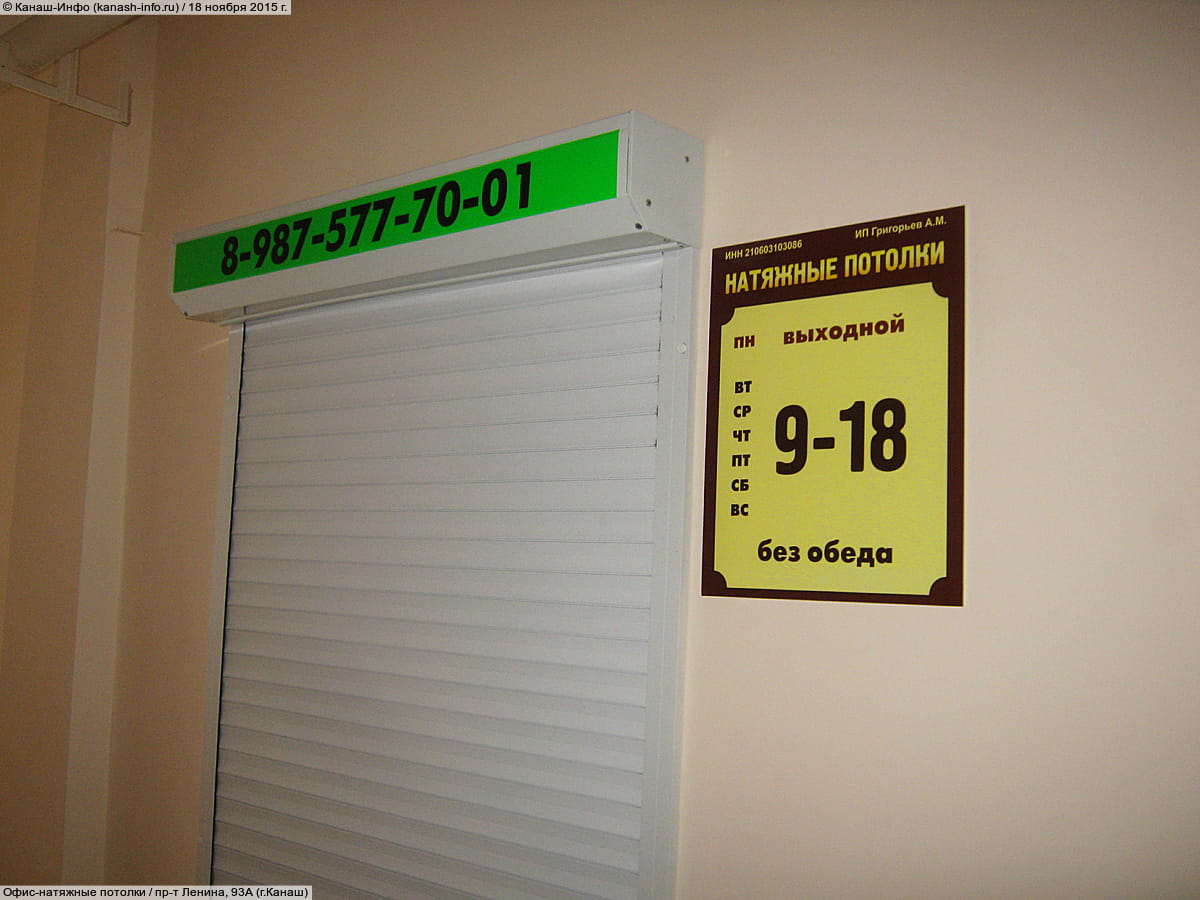 © Канаш-Инфо (kanash-info.ru) / 18 ноября 2015 г.
8-987-577-70-01
ИНН 210603103086 ИП Григорьев А.М.
НАТЯЖНЫЕ ПОТОЛКИ
ПН ВЫХОДНОЙ
ВТ
СР
ЧТ
ПТ
СБ
ВС
9-18
без обеда
Офис-натяжные потолки / пр-т Ленина, 93А (г.Канаш)